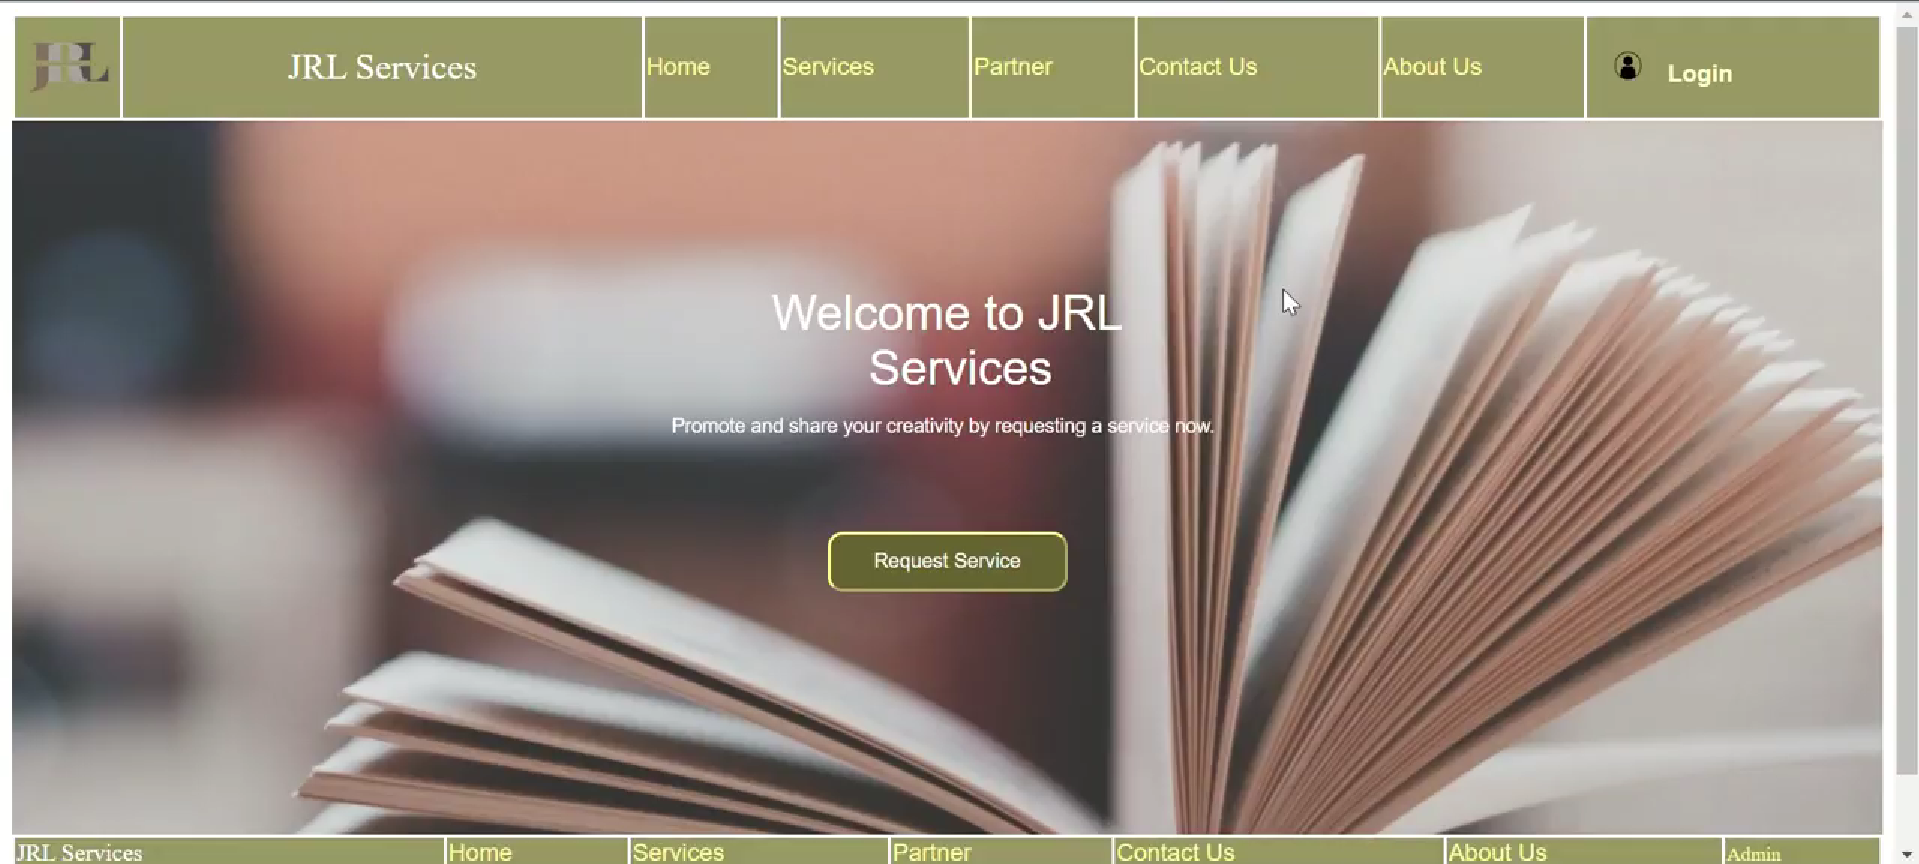 JRL
JRL Services
Home
Services
Partner
Contact Us
About Us
Login
Welcome to JRL
Services
Promote and share your creativity by requesting a service now.
Request Service
JRL Services
Home
Services
Partner
Contact Us
About Us
Admin